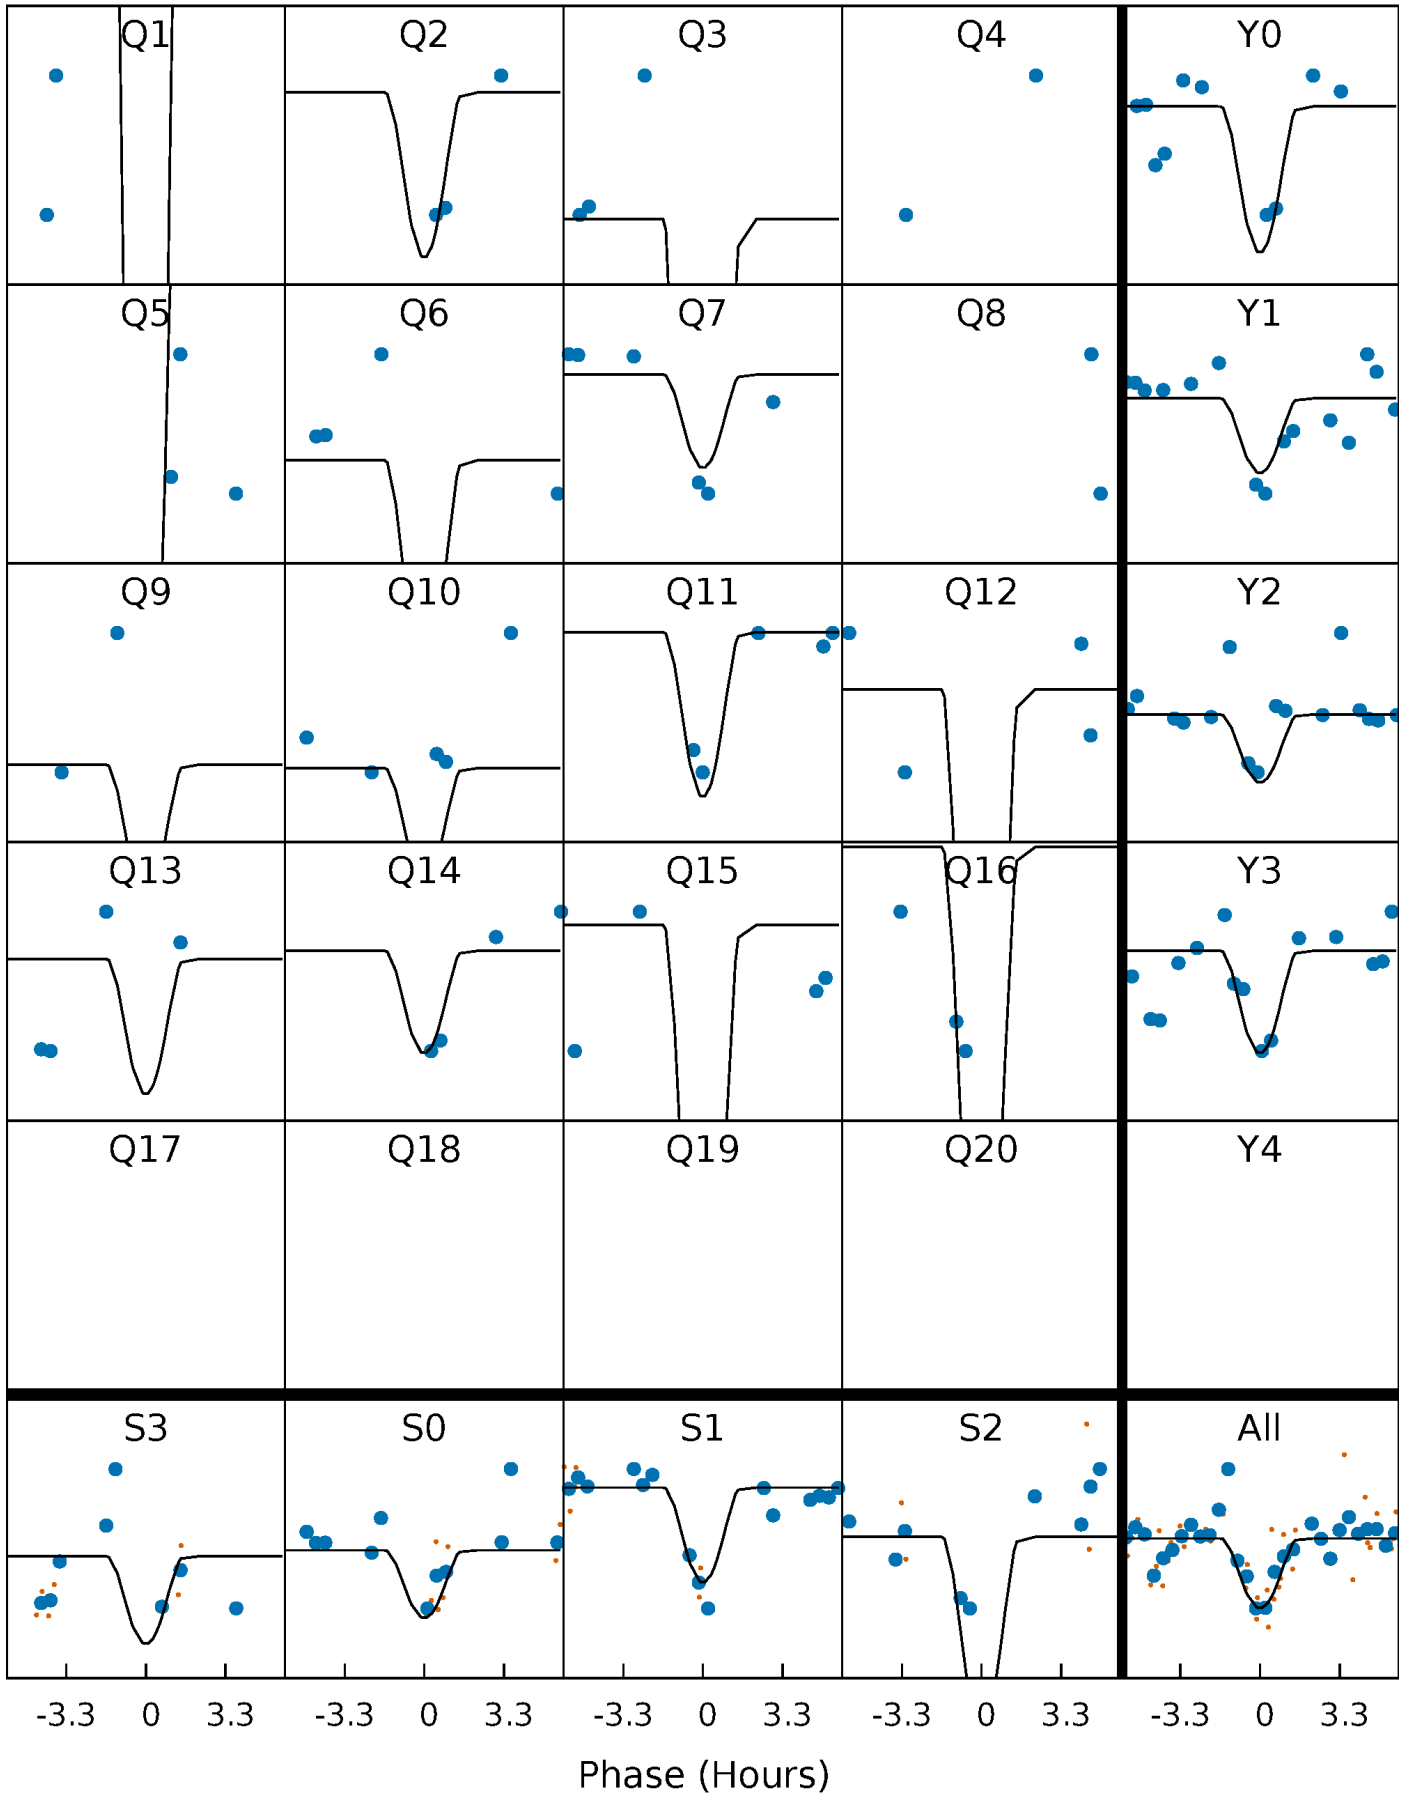 Q1 Q2 Q3 Q4 Y0
Q5 Q6 Q7 Q8 Y1
Q9 Q10 Q11 Q12 Y2
Q13 Q14 Q15 Q16 Y3
Q17 Q18 Q19 Q20 Y4
S3 S0 S1 S2 All
-3.3 0 3.3 -3.3 0 3.3 -3.3 0 3.3 -3.3 0 3.3 -3.3 0 3.3
Phase (Hours)